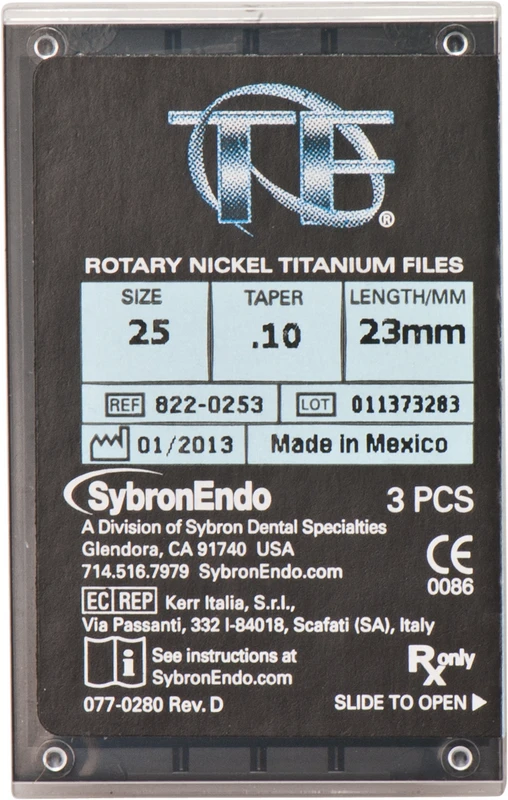 TF®
ROTARY NICKEL TITANIUM FILES
SIZE TAPER LENGTH/MM
25 .10 23mm
REF 822-0253 LOT 011373283
01/2013 Made in Mexico
SybronEndo 3 PCS
A Division of Sybron Dental Specialties
Glendora, CA 91740 USA
714.516.7979 SybronEndo.com
CE
0086
EC REP Kerr Italia, S.r.l.,
Via Passanti, 332 I-84018, Scafati (SA), Italy
i See instructions at
SybronEndo.com
Rx only
077-0280 Rev. D SLIDE TO OPEN